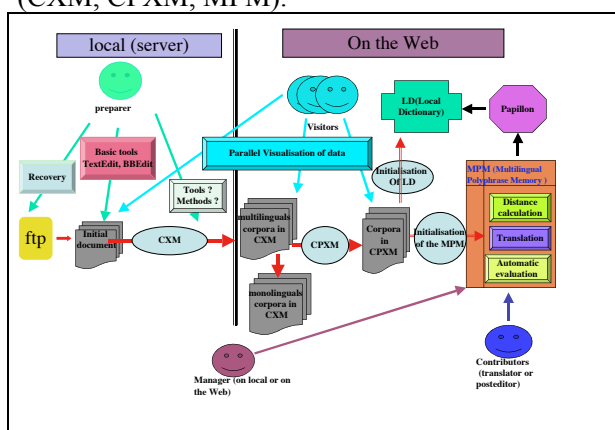 (CXM, CPXM, MPM).
local (server)
On the Web
preparer
Visitors
LD(Local
Dictionary)
Papillon
Basic tools
TextEdit, BBEdit
Recovery
Tools ?
Methods ?
Parallel Visualisation of data
Initialisation
Of LD
MPM (Multilingual
Polyphrase Memory )
Distance
calculation
Translation
Automatic
evaluation
ftp
Initial
document
CXM
multilinguals
corpora in
CXM
CPXM
Corpora
in
CPXM
Initialisation
of the MPM
monolinguals
corpora in
CXM
Manager (on local or on
the Web)
Contributors
(translator or
posteditor)